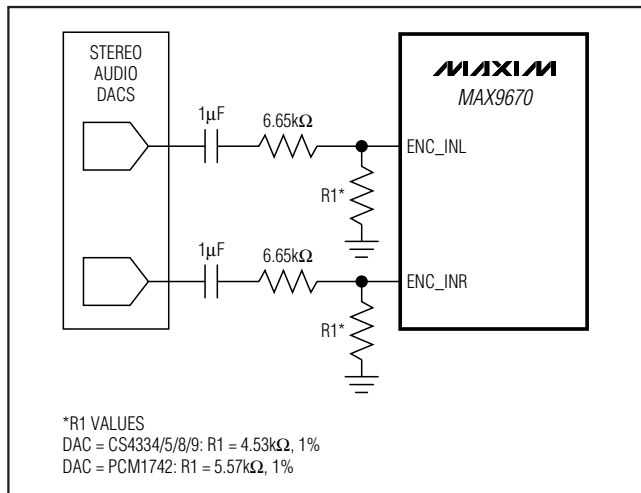 STEREO
AUDIO
DACS
MAXIM
MAX9670
1μF
6.65kΩ
ENC_INL
R1*
1μF
6.65kΩ
ENC_INR
R1*
*R1 VALUES
DAC = CS4334/5/8/9: R1 = 4.53kΩ, 1%
DAC = PCM1742: R1 = 5.57kΩ, 1%